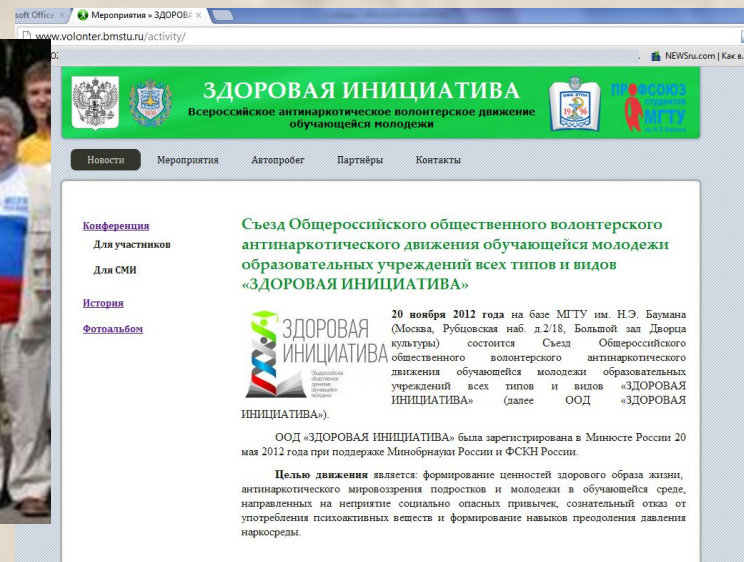 soft Office
Мероприятия » ЗДОРОВА
www.volonter.bmstu.ru/activity/
NEWSru.com | Как в.
ЗДОРОВАЯ ИНИЦИАТИВА
Всероссийское антинаркотическое волонтерское движение
обучающейся молодежи
ПРОФСОЮЗ
студентов
МГТУ
Новости Мероприятия Автопробег Партнёры Контакты
Конференция
Для участников
Для СМИ
История
Фотоальбом
Съезд Общероссийского общественного волонтерского
антинаркотического движения обучающейся молодежи
образовательных учреждений всех типов и видов
«ЗДОРОВАЯ ИНИЦИАТИВА»
ЗДОРОВАЯ
ИНИЦИАТИВА
Общероссийское
общественное
движение
обучающейся
молодежи
20 ноября 2012 года на базе МГТУ им. Н.Э. Баумана
(Москва, Рубцовская наб. д.2/18, Большой зал Дворца
культуры) состоится Съезд Общероссийского
общественного волонтерского антинаркотического
движения обучающейся молодежи образовательных
учреждений всех типов и видов «ЗДОРОВАЯ
ИНИЦИАТИВА» (далее ООД «ЗДОРОВАЯ
ИНИЦИАТИВА»).
ООД «ЗДОРОВАЯ ИНИЦИАТИВА» была зарегистрирована в Минюсте России 20
мая 2012 года при поддержке Минобрнауки России и ФСКН России.
Целью движения является: формирование ценностей здорового образа жизни,
антинаркотического мировоззрения подростков и молодежи в обучающейся среде,
направленных на неприятие социально опасных привычек, сознательный отказ от
употребления психоактивных веществ и формирование навыков преодоления давления
наркосреды.